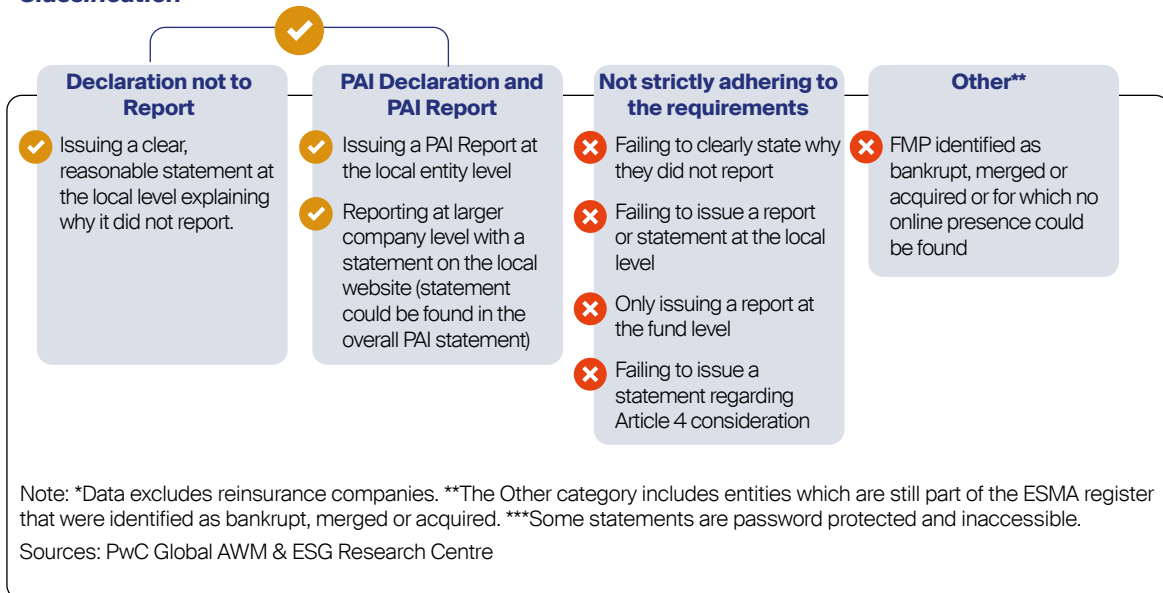 Classification
Declaration not to
Report
Issuing a clear,
reasonable statement at
the local level explaining
why it did not report.
PAI Declaration and
PAI Report
Issuing a PAI Report at
the local entity level
Reporting at larger
company level with a
statement on the local
website (statement
could be found in the
overall PAI statement)
Not strictly adhering to
the requirements
Failing to clearly state why
they did not report
Failing to issue a report
or statement at the local
level
Only issuing a report at
the fund level
Failing to issue a
statement regarding
Article 4 consideration
Other**
FMP identified as
bankrupt, merged or
acquired or for which no
online presence could
be found
Note: *Data excludes reinsurance companies. **The Other category includes entities which are still part of the ESMA register
that were identified as bankrupt, merged or acquired. ***Some statements are password protected and inaccessible.
Sources: PwC Global AWM & ESG Research Centre